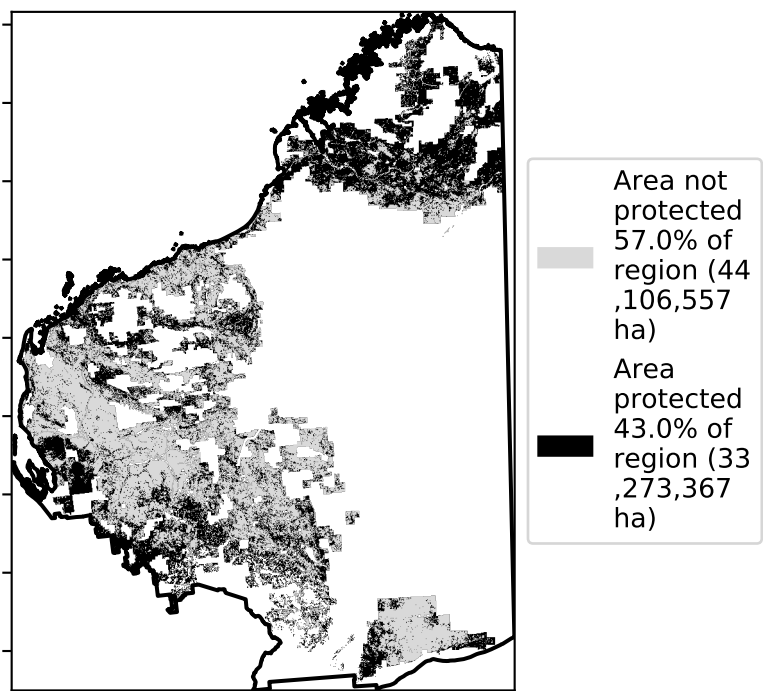 Area not
protected
57.0% of
region (44
,106,557
ha)
Area
protected
43.0% of
region (33
,273,367
ha)